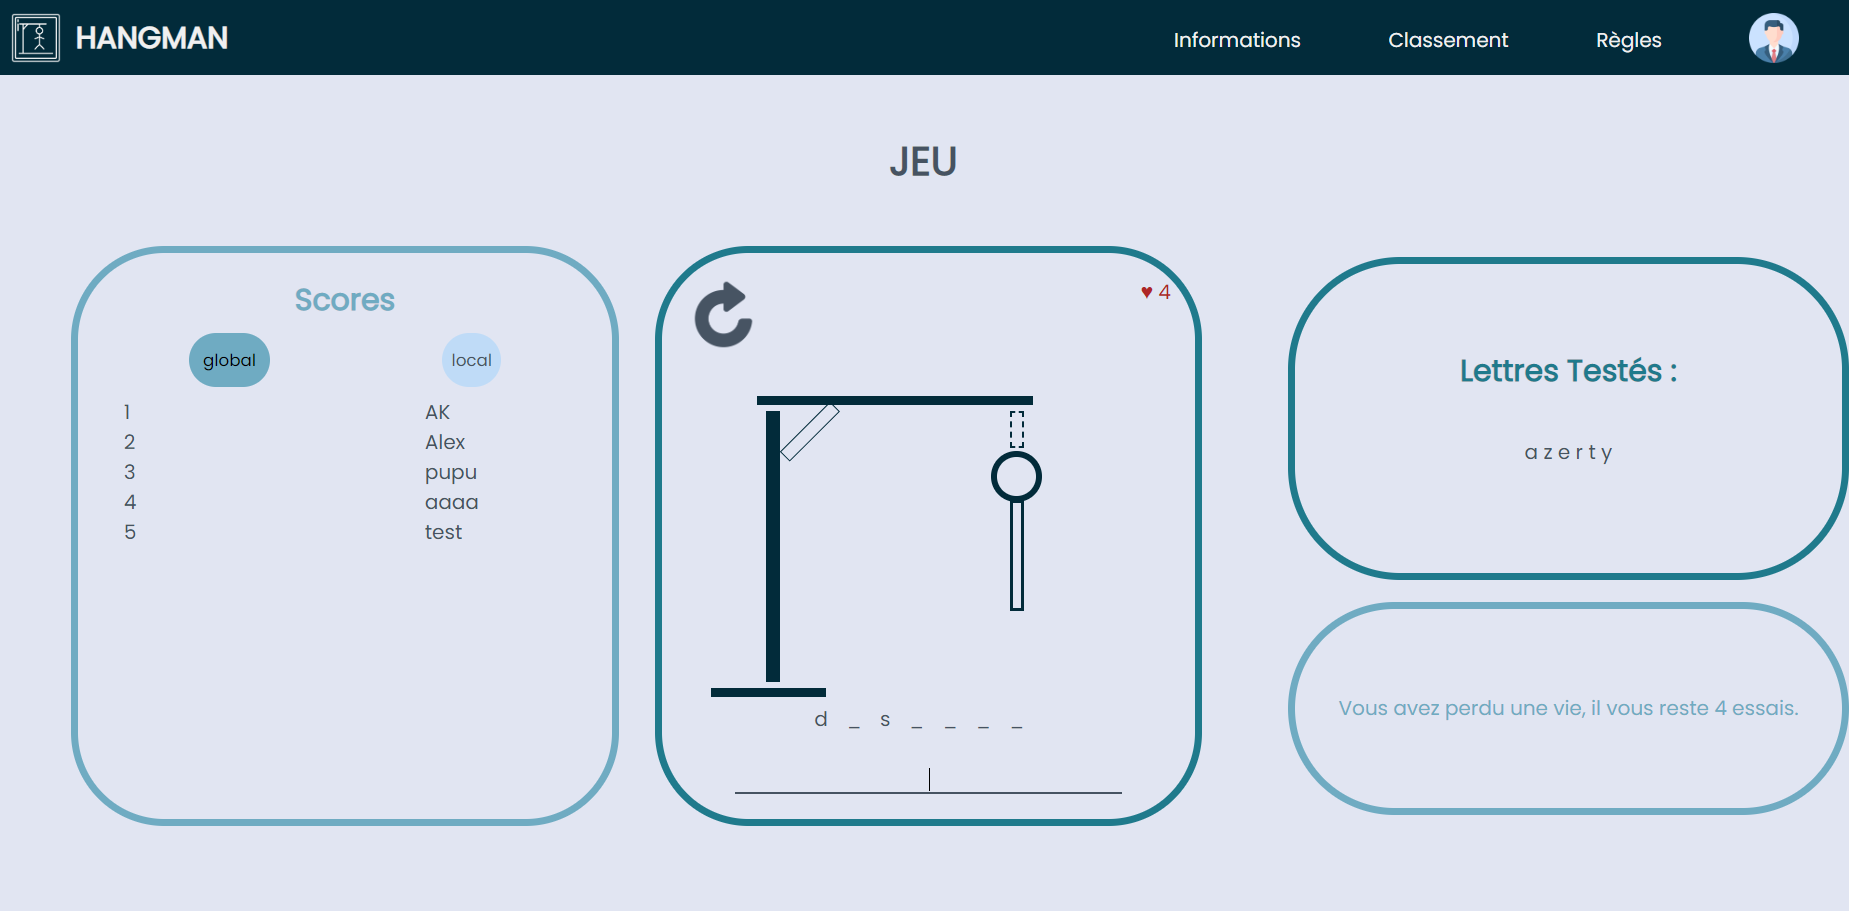 HANGMAN
Informations
Classement
Règles
JEU
Scores
global
local
1 AK
2 Alex
3 pupu
4 aaaa
5 test
♥ 4
d _ s _ _ _ _
Lettres Testés :
a z e r t y
Vous avez perdu une vie, il vous reste 4 essais.